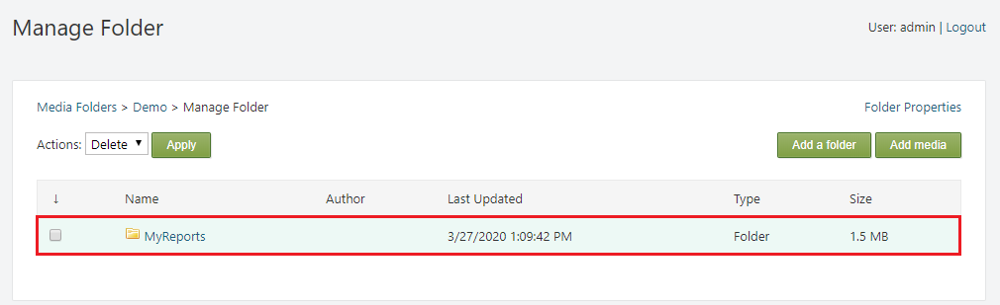 Manage Folder
User: admin | Logout
Media Folders > Demo > Manage Folder
Folder Properties
Actions: Delete Apply
Add a folder Add media
↓ Name Author Last Updated Type Size
MyReports 3/27/2020 1:09:42 PM Folder 1.5 MB